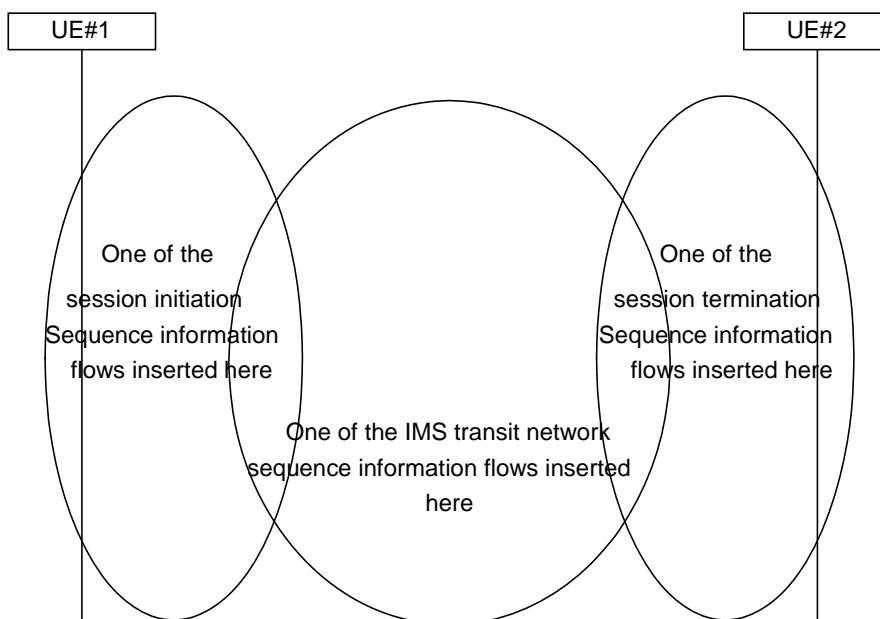 UE#1
UE#2
One of the
session initiation
Sequence information
flows inserted here
One of the
session termination
Sequence information
flows inserted here
One of the IMS transit network
sequence information flows inserted
here